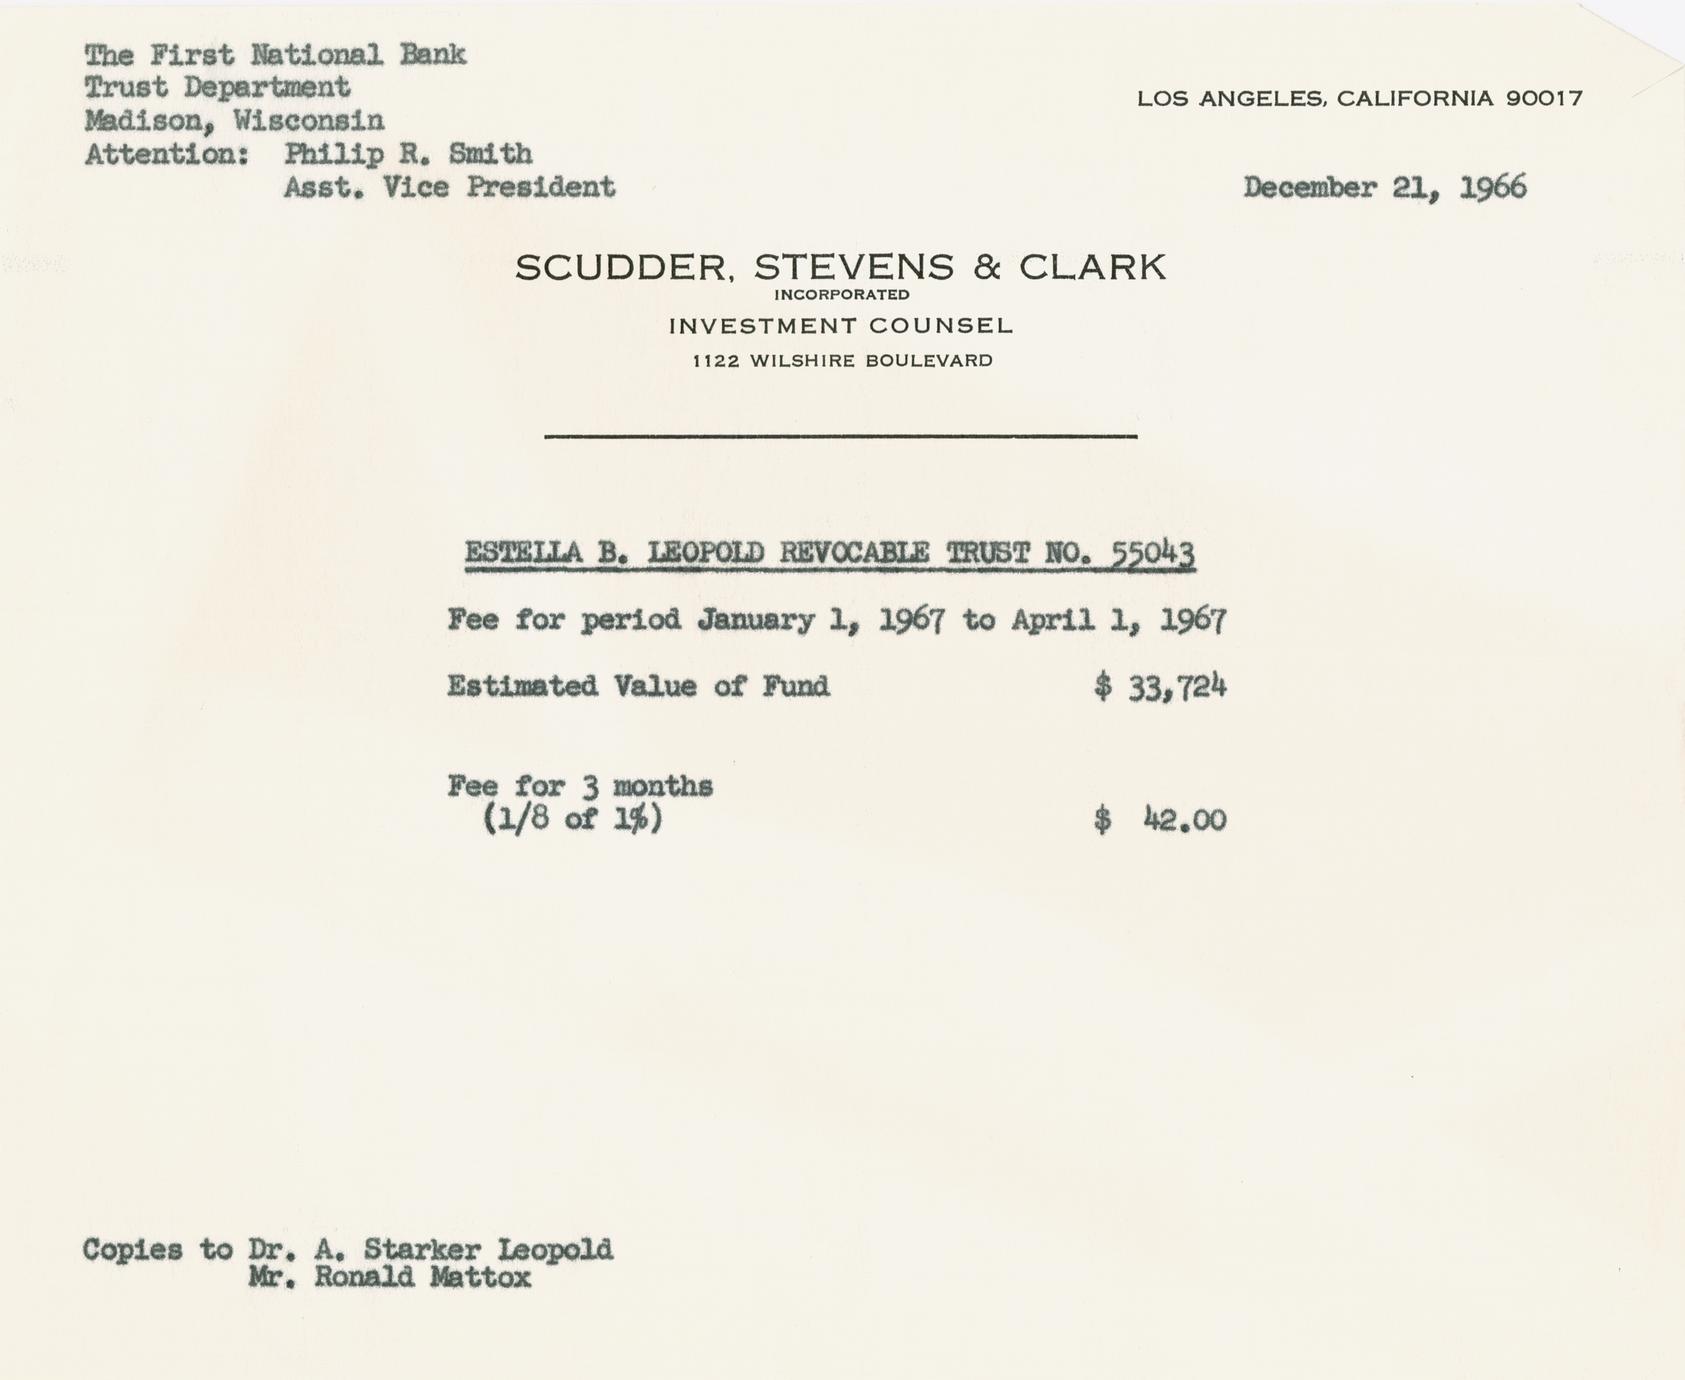 The First National Bank
Trust Department
Madison, Wisconsin
Attention: Philip R. Smith
Asst. Vice President
LOS ANGELES, CALIFORNIA 90017
December 21, 1966
SCUDDER, STEVENS & CLARK
INCORPORATED
INVESTMENT COUNSEL
1122 WILSHIRE BOULEVARD
ESTELLA B. LEOPOLD REVOCABLE TRUST NO. 55043
Fee for period January 1, 1967 to April 1, 1967
Estimated Value of Fund $ 33,724
Fee for 3 months
(1/8 of 1%) $ 42.00
Copies to Dr. A. Starker Leopold
Mr. Ronald Mattox